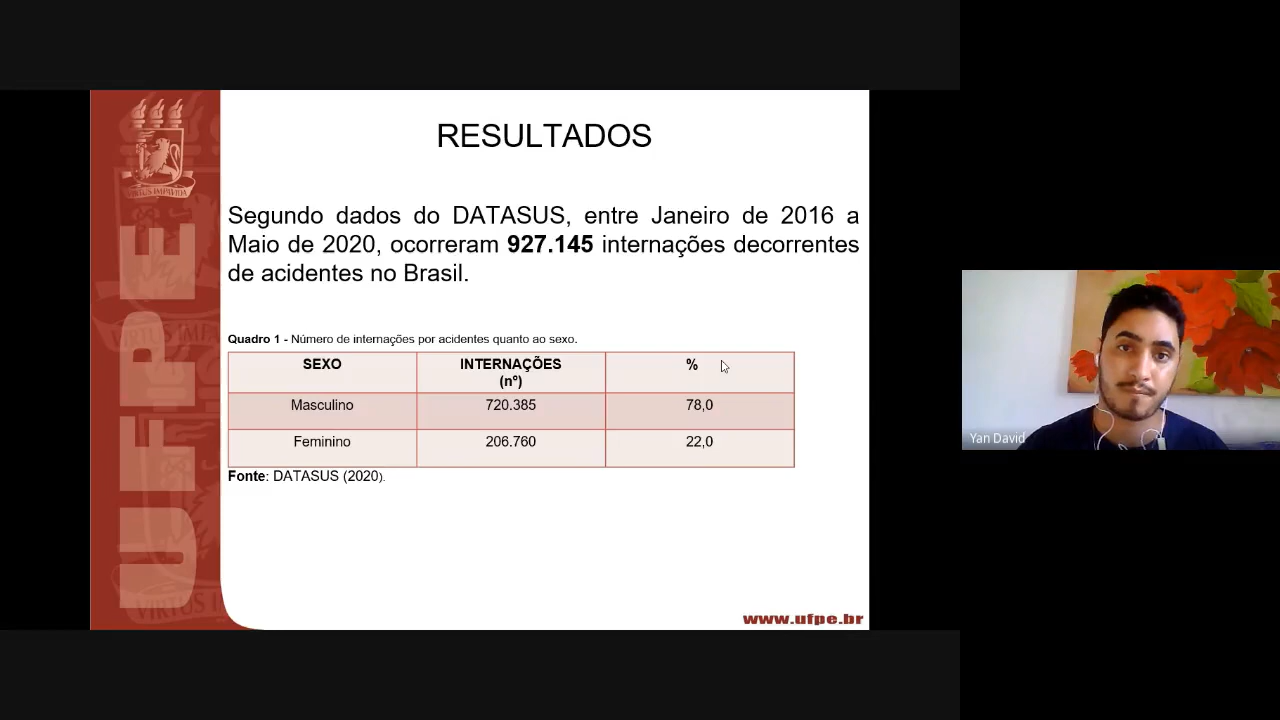 RESULTADOS
Segundo dados do DATASUS, entre Janeiro de 2016 a
Maio de 2020, ocorreram 927.145 internações decorrentes
de acidentes no Brasil.
Quadro 1 - Número de internações por acidentes quanto ao sexo.
SEXO INTERNAÇÕES %
(nº)
Masculino 720.385 78,0
Feminino 206.760 22,0
Fonte: DATASUS (2020).
www.ufpe.br
UFPE
VIRTUS IMPAVIDA
Yan David